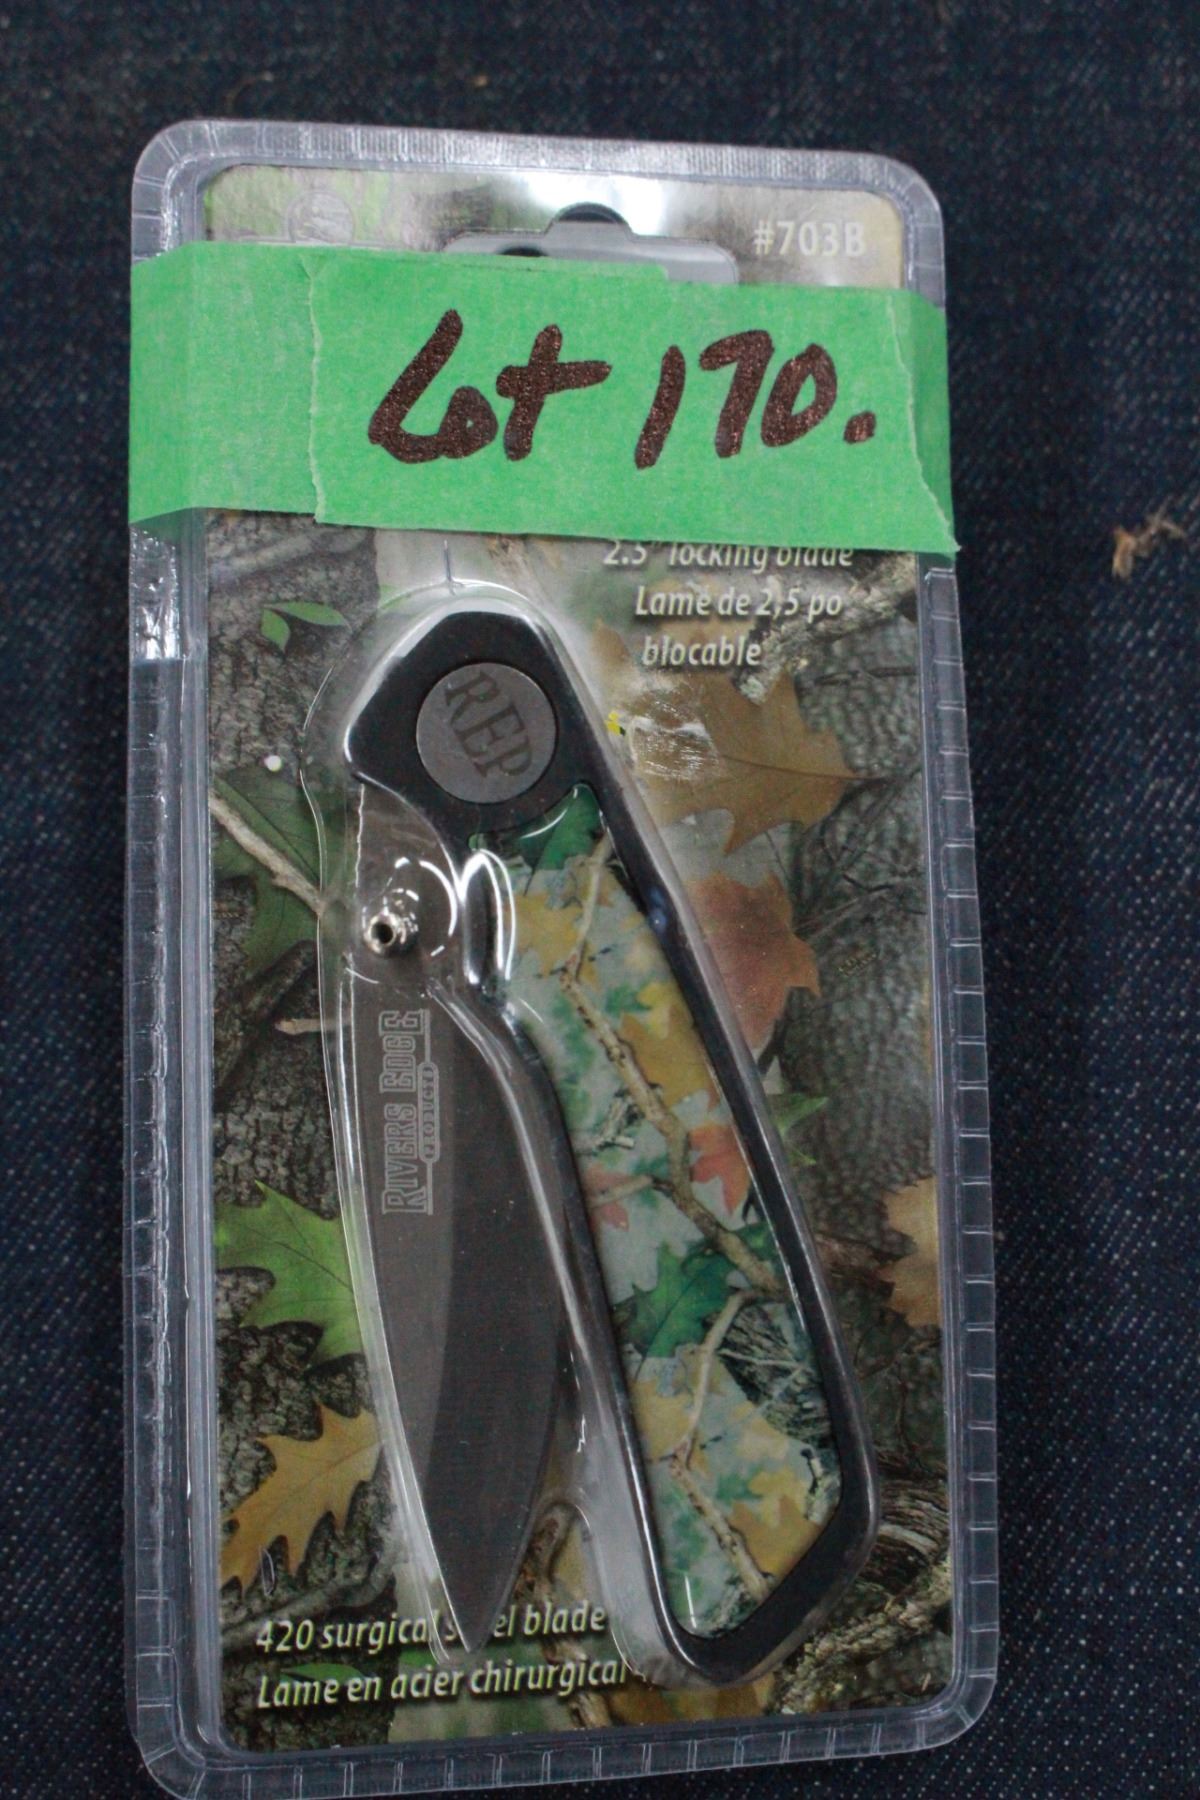 #703B
Lot 170.
2.5" locking blade
Lame de 2,5 po
blocable
REP
RIVERS EDGE
PRODUCTS
420 surgical steel blade
Lame en acier chirurgical